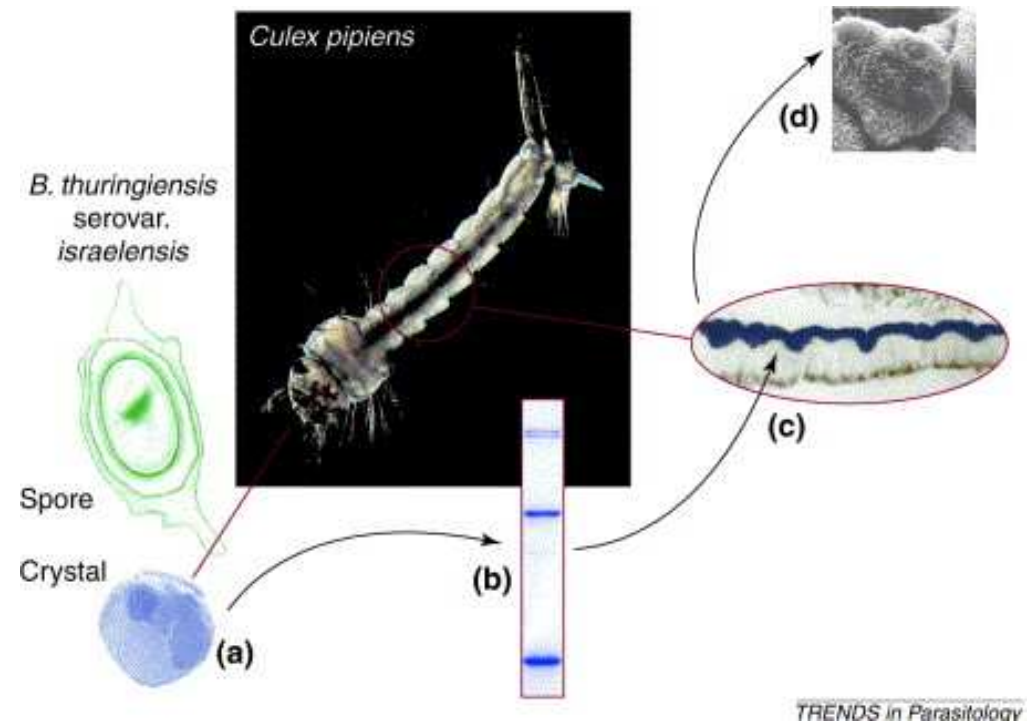 Culex pipiens
(d)
B. thuringiensis
serovar.
israelensis
(c)
Spore
Crystal
(b)
(a)
TRENDS in Parasitology